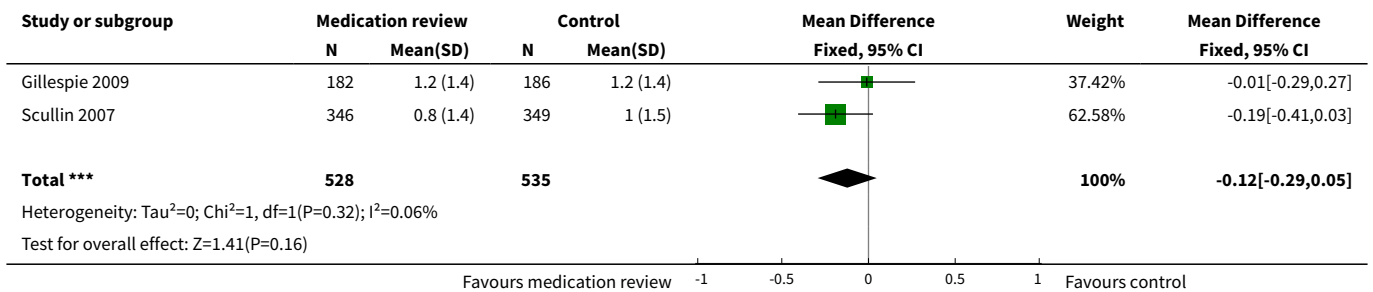 Study or subgroup Medication review Control Mean Difference Weight Mean Difference
N Mean(SD) N Mean(SD) Fixed, 95% CI Fixed, 95% CI
Gillespie 2009 182 1.2 (1.4) 186 1.2 (1.4) 37.42% -0.01[-0.29,0.27]
Scullin 2007 346 0.8 (1.4) 349 1 (1.5) 62.58% -0.19[-0.41,0.03]
Total *** 528 535 100% -0.12[-0.29,0.05]
Heterogeneity: Tau²=0; Chi²=1, df=1(P=0.32); I²=0.06%
Test for overall effect: Z=1.41(P=0.16)
Favours medication review -1 -0.5 0 0.5 1 Favours control